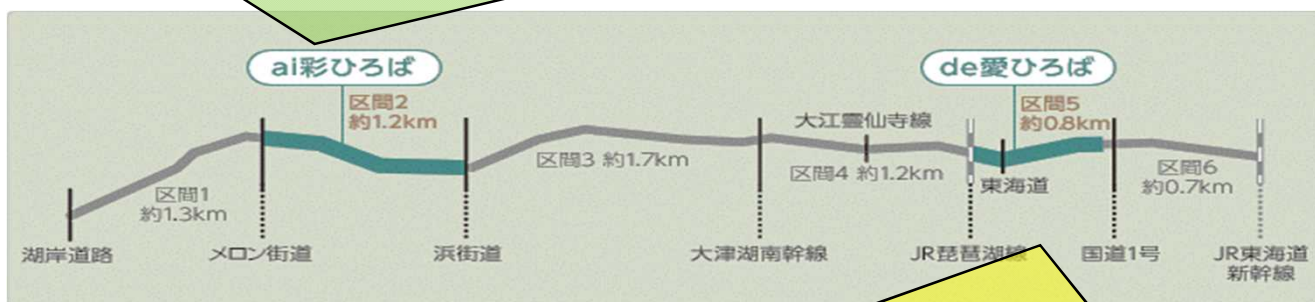 ai彩ひろば
de愛ひろば
区間2
約1.2km
区間5
約0.8km
大江霊仙寺線
区間3 約1.7km
区間4 約1.2km
東海道
区間6
約0.7km
区間1
約1.3km
湖岸道路
メロン街道
浜街道
大津湖南幹線
JR琵琶湖線
国道1号
JR東海道
新幹線